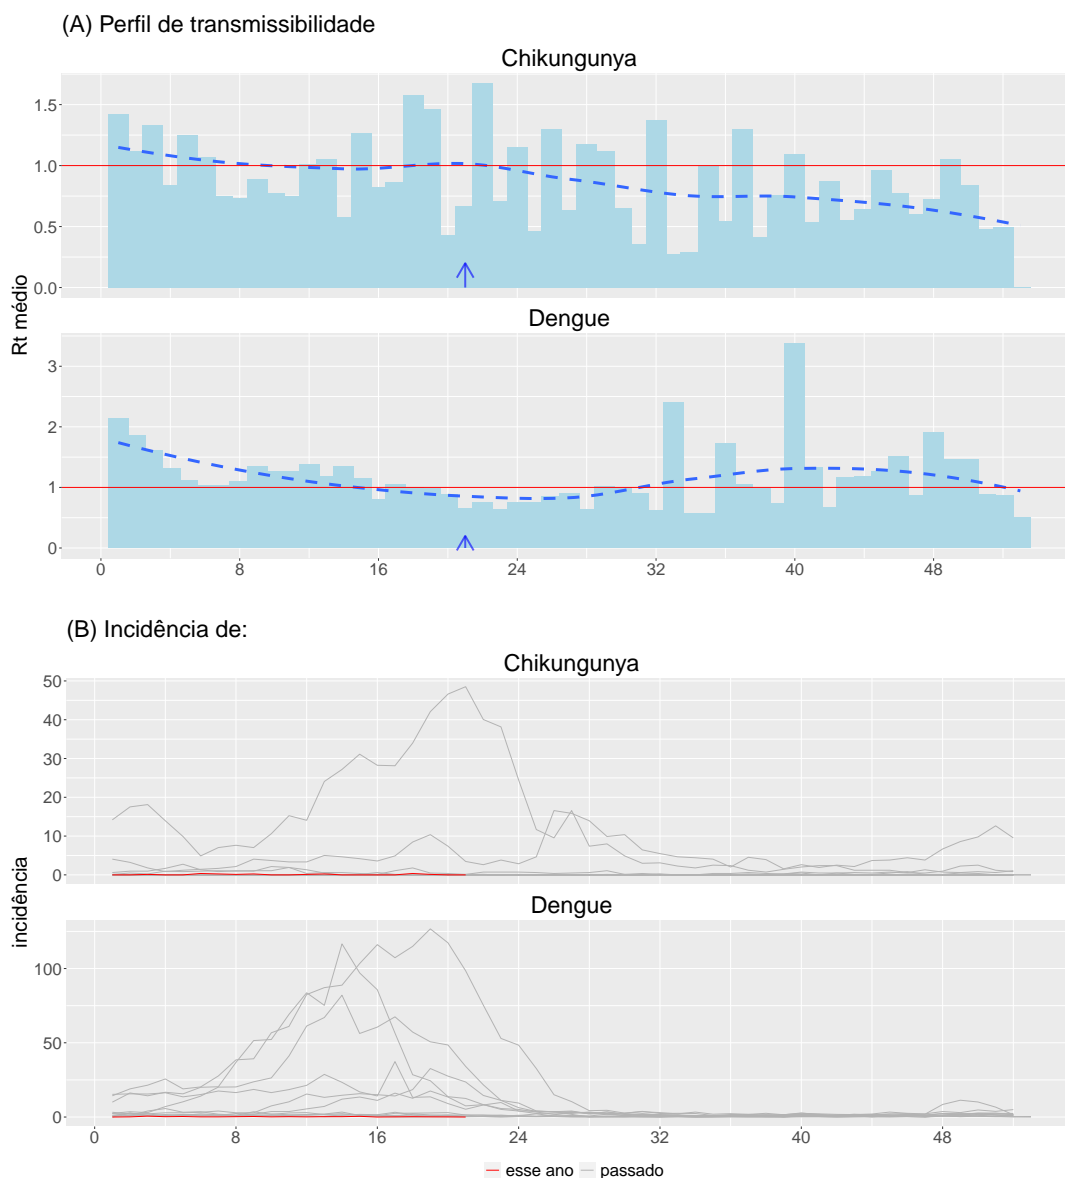 (A) Perfil de transmissibilidade
Chikungunya
1.5
1.0
0.5
0.0
Rt médio
Dengue
3
2
1
0
0 8 16 24 32 40 48
(B) Incidência de:
Chikungunya
50
40
30
20
10
0
incidência
Dengue
100
50
0
0 8 16 24 32 40 48
esse ano passado